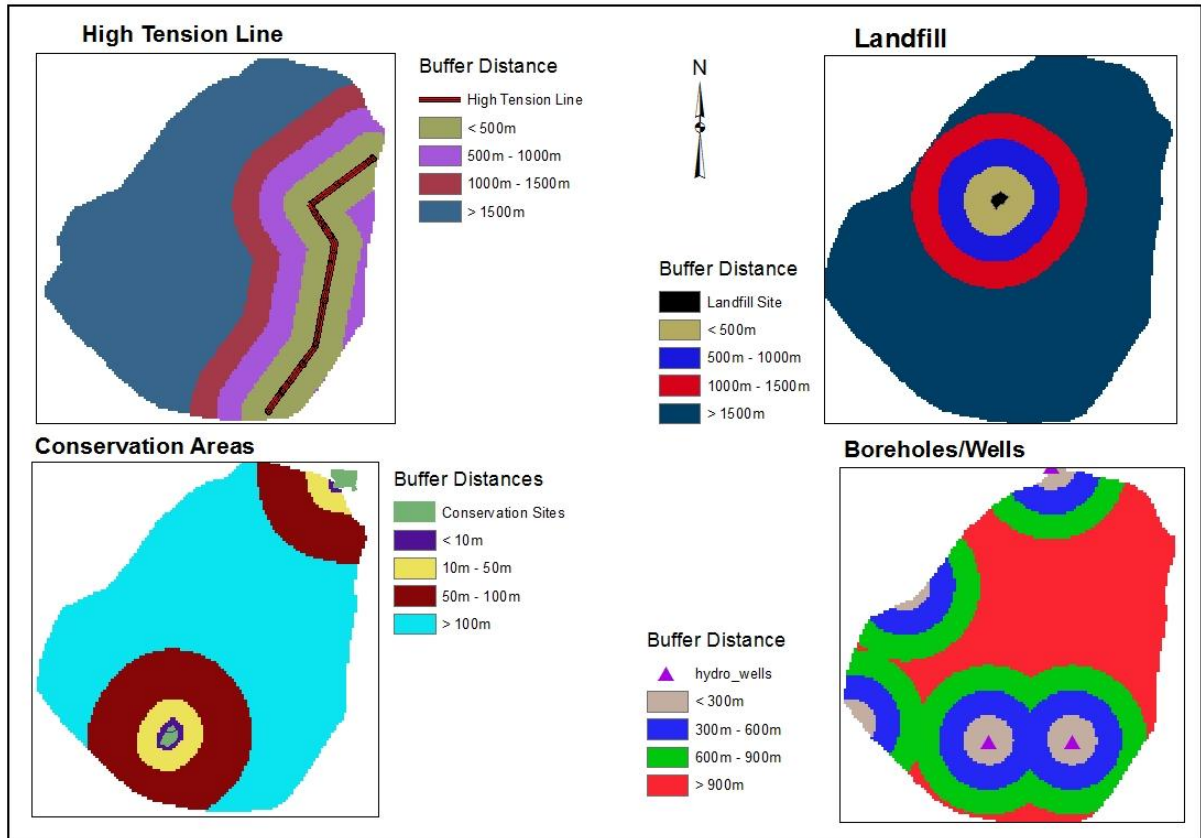 High Tension Line
Buffer Distance
High Tension Line
< 500m
500m - 1000m
1000m - 1500m
> 1500m
N
Landfill
Buffer Distance
Landfill Site
< 500m
500m - 1000m
1000m - 1500m
> 1500m
Conservation Areas
Buffer Distances
Conservation Sites
< 10m
10m - 50m
50m - 100m
> 100m
Boreholes/Wells
Buffer Distance
hydro_wells
< 300m
300m - 600m
600m - 900m
> 900m